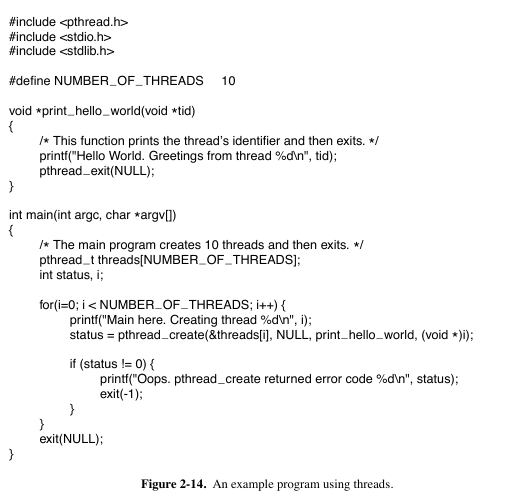 #include <pthread.h>
#include <stdio.h>
#include <stdlib.h>
#define NUMBER_OF_THREADS 10
void *print_hello_world(void *tid)
{
/* This function prints the thread's identifier and then exits. */
printf("Hello World. Greetings from thread %d\n", tid);
pthread_exit(NULL);
}
int main(int argc, char *argv[])
{
/* The main program creates 10 threads and then exits. */
pthread_t threads[NUMBER_OF_THREADS];
int status, i;
for(i=0; i < NUMBER_OF_THREADS; i++) {
printf("Main here. Creating thread %d\n", i);
status = pthread_create(&threads[i], NULL, print_hello_world, (void *)i);
if (status != 0) {
printf("Oops. pthread_create returned error code %d\n", status);
exit(-1);
}
}
exit(NULL);
}
Figure 2-14. An example program using threads.